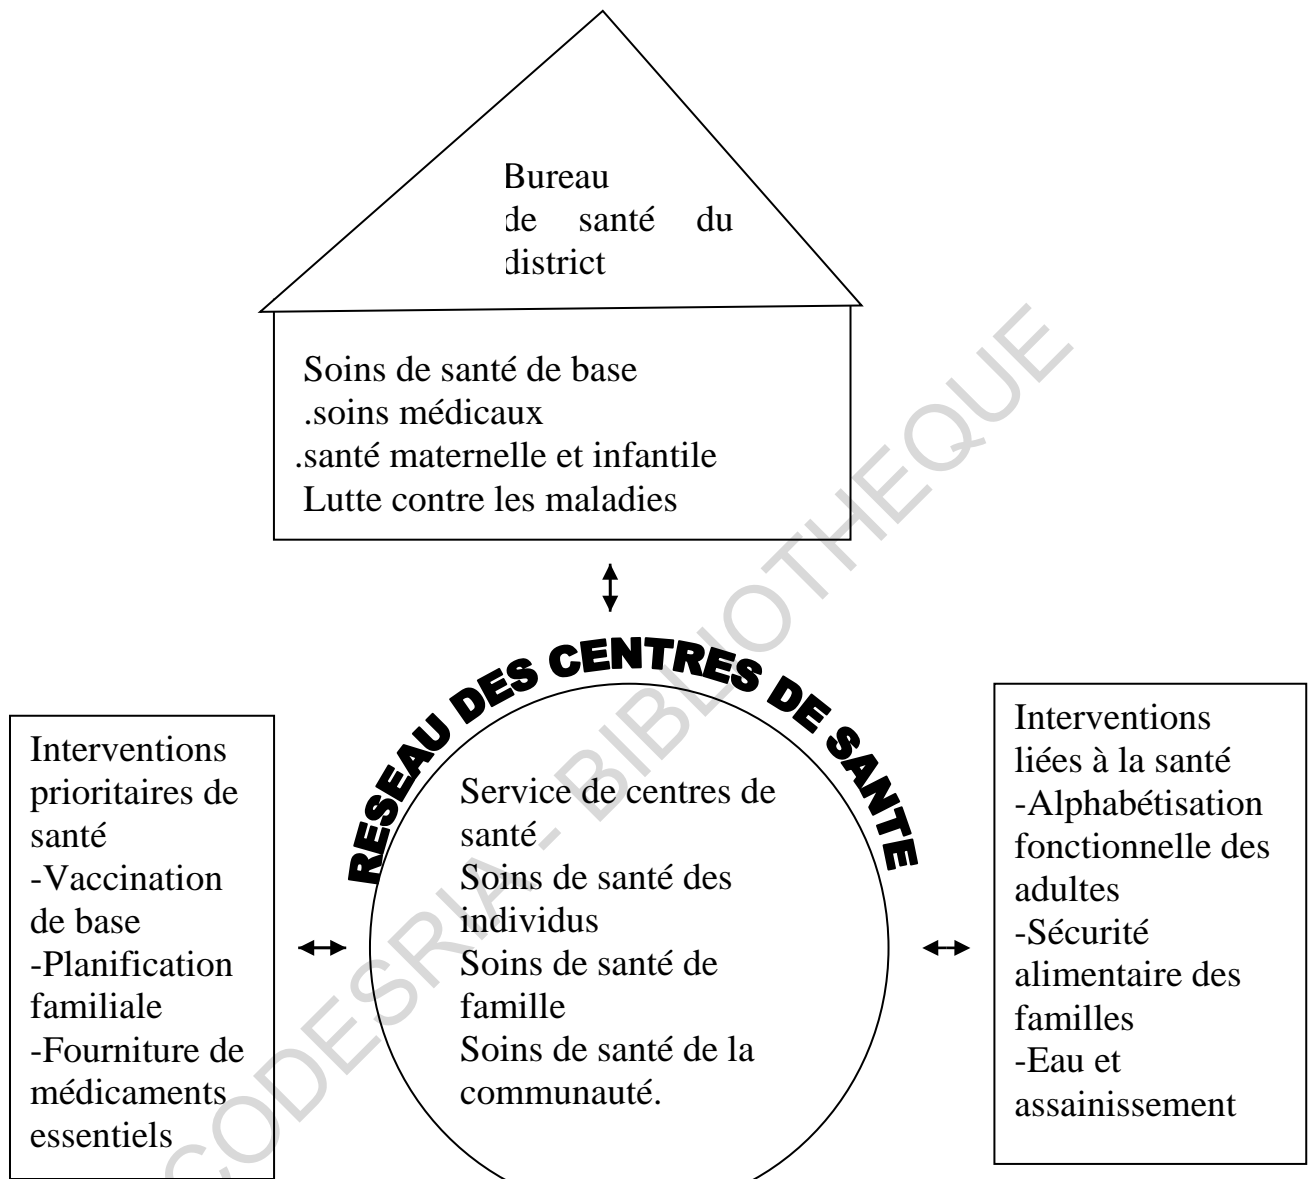 Bureau
de santé du
district
Soins de santé de base
.soins médicaux
.santé maternelle et infantile
Lutte contre les maladies
RESEAU DES CENTRES DE SANTE
Interventions
prioritaires de
santé
-Vaccination
de base
-Planification
familiale
-Fourniture de
médicaments
essentiels
Service de centres de
santé
Soins de santé des
individus
Soins de santé de
famille
Soins de santé de la
communauté.
Interventions
liées à la santé
-Alphabétisation
fonctionnelle des
adultes
-Sécurité
alimentaire des
familles
-Eau et
assainissement
CODESRIA - BIBLIOTHEQUE